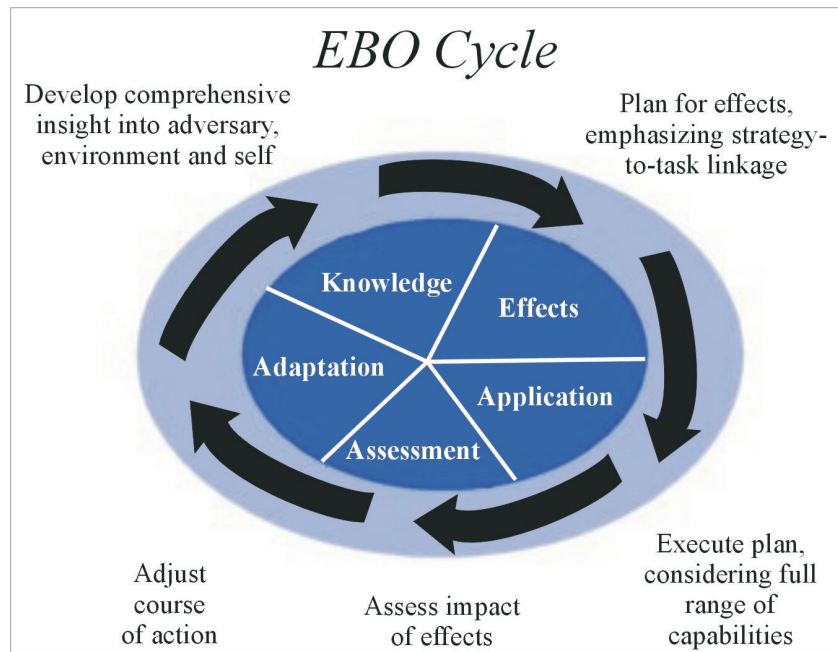 EBO Cycle
Develop comprehensive
insight into adversary,
environment and self
Plan for effects,
emphasizing strategy-
to-task linkage
Knowledge
Effects
Adaptation
Application
Assessment
Adjust
course
of action
Assess impact
of effects
Execute plan,
considering full
range of
capabilities